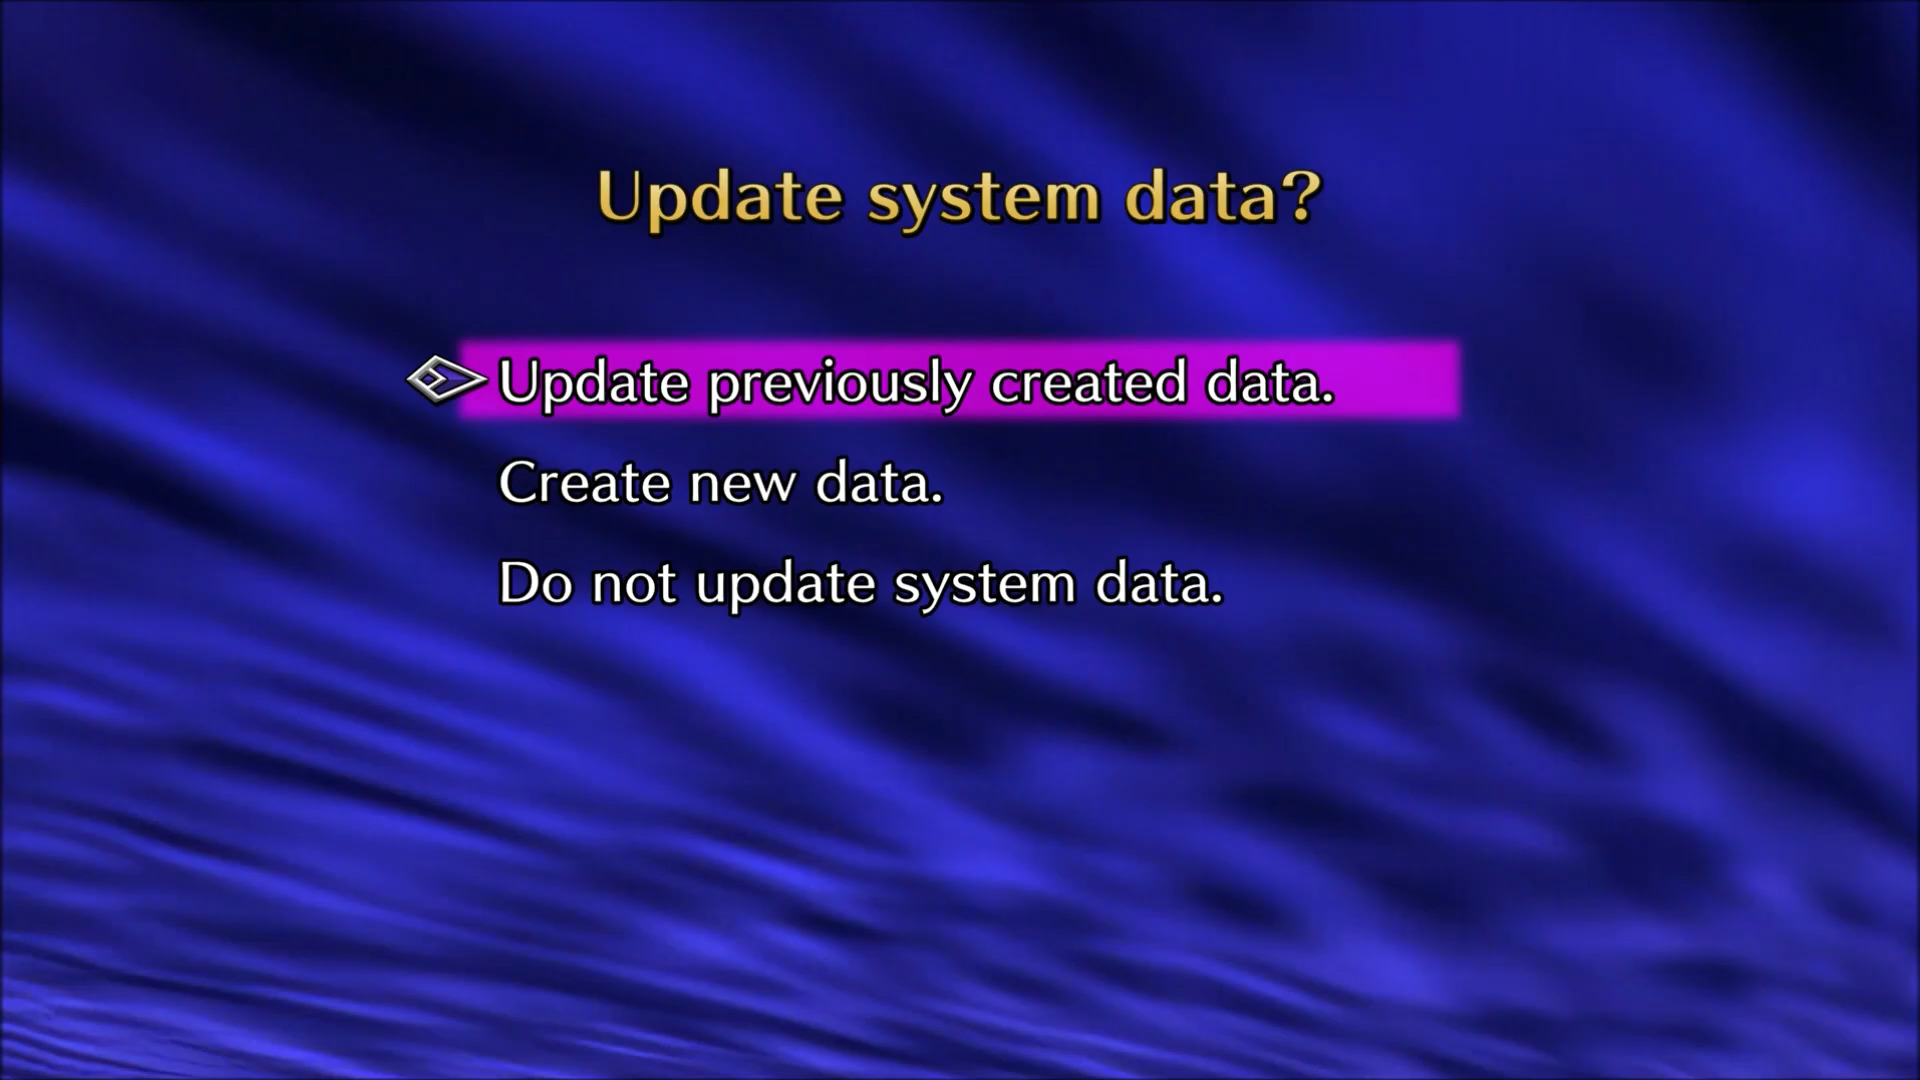 Update system data?
Update previously created data.
Create new data.
Do not update system data.